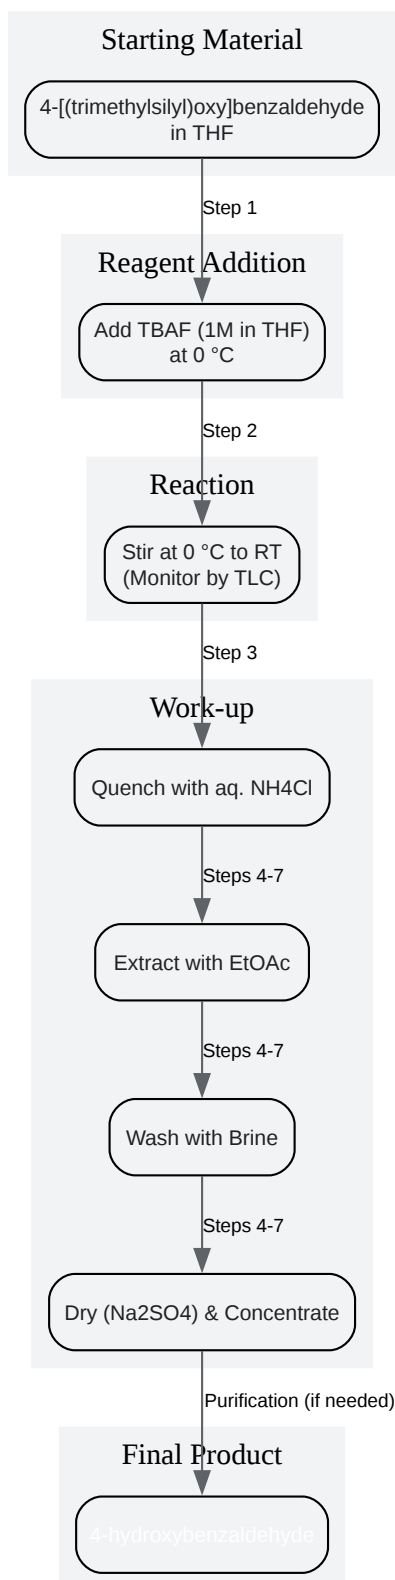 Starting Material
4-[(trimethylsilyl)oxy]benzaldehyde
in THF
Step 1
Reagent Addition
Add TBAF (1M in THF)
at 0 °C
Step 2
Reaction
Stir at 0 °C to RT
(Monitor by TLC)
Step 3
Work-up
Quench with aq. NH4Cl
Steps 4-7
Extract with EtOAc
Steps 4-7
Wash with Brine
Steps 4-7
Dry (Na2SO4) & Concentrate
Purification (if needed)
Final Product
4-hydroxybenzaldehyde